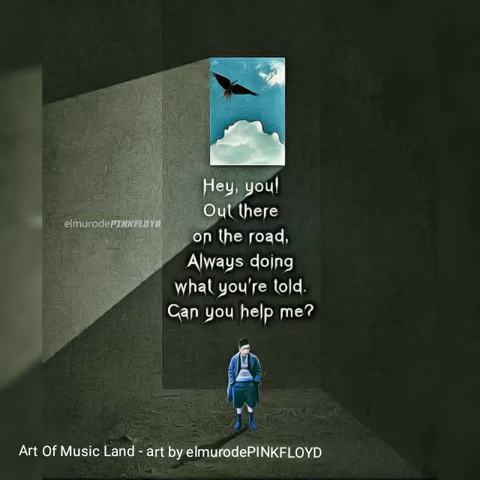 Hey, you!
Out there
elmurodePINKFLOYD
on the road,
Always doing
what you're told.
Can you help me?
Art Of Music Land - art by elmurodePINKFLOYD